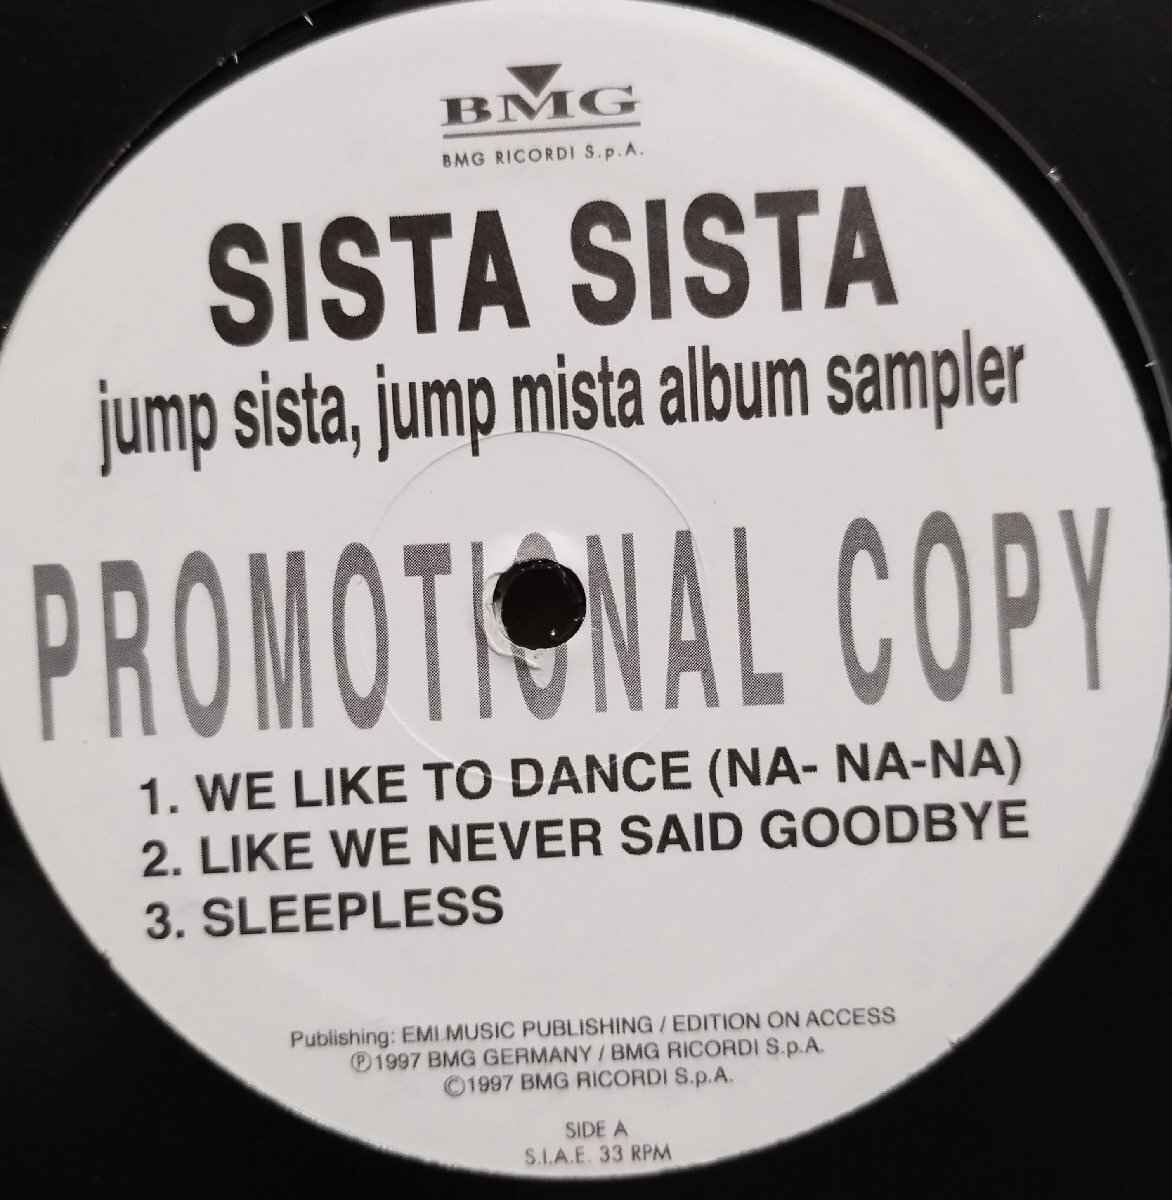 BMG
BMG RICORDI S.p.A.
SISTA SISTA
jump sista, jump mista album sampler
PROMOTIONAL COPY
1. WE LIKE TO DANCE (NA- NA-NA)
2. LIKE WE NEVER SAID GOODBYE
3. SLEEPLESS
Publishing: EMI MUSIC PUBLISHING / EDITION ON ACCESS
℗1997 BMG GERMANY / BMG RICORDI S.p.A.
©1997 BMG RICORDI S.p.A.
SIDE A
S.I.A.E. 33 RPM